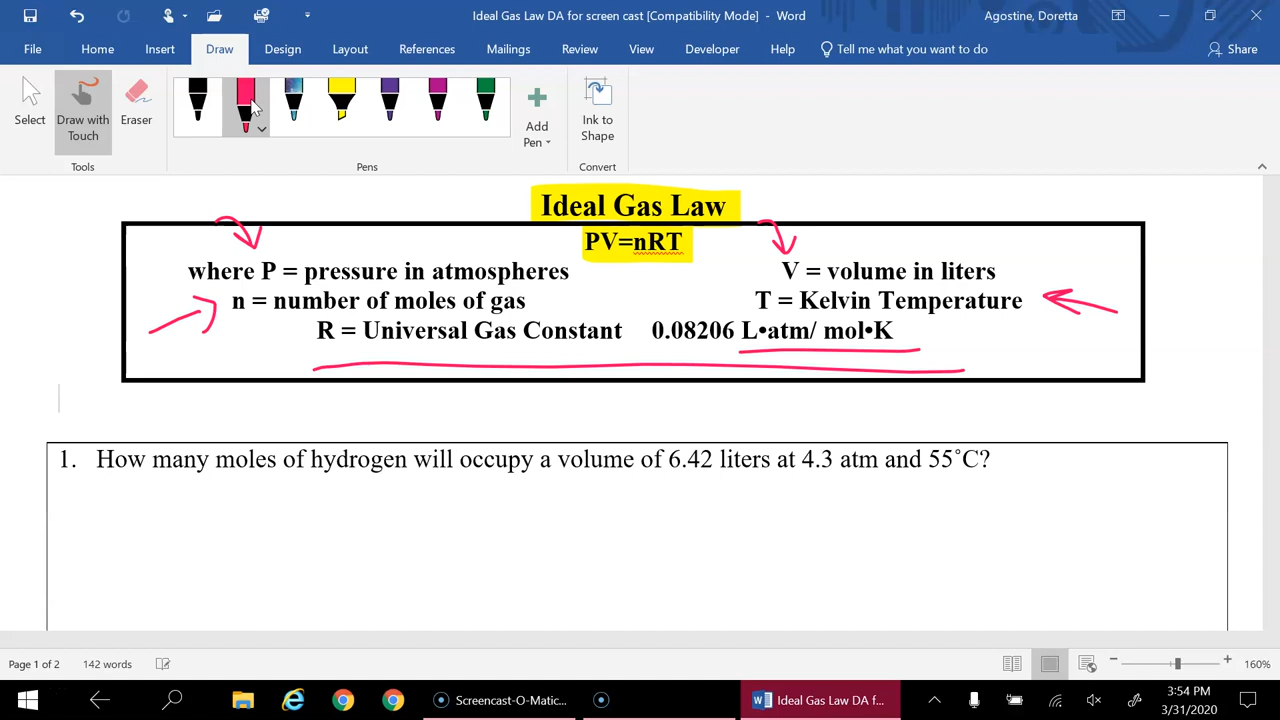 Ideal Gas Law DA for screen cast [Compatibility Mode] - Word
Agostine, Doretta
File Home Insert Draw Design Layout References Mailings Review View Developer Help Tell me what you want to do Share
Select
Draw with Touch
Eraser
Add Pen
Ink to Shape
Tools
Pens
Convert
Ideal Gas Law
PV=nRT
where P = pressure in atmospheres V = volume in liters
n = number of moles of gas T = Kelvin Temperature
R = Universal Gas Constant 0.08206 L•atm/ mol•K
1. How many moles of hydrogen will occupy a volume of 6.42 liters at 4.3 atm and 55˚C?
Page 1 of 2 142 words 160%
Screencast-O-Matic... Ideal Gas Law DA f... 3:54 PM
3/31/2020